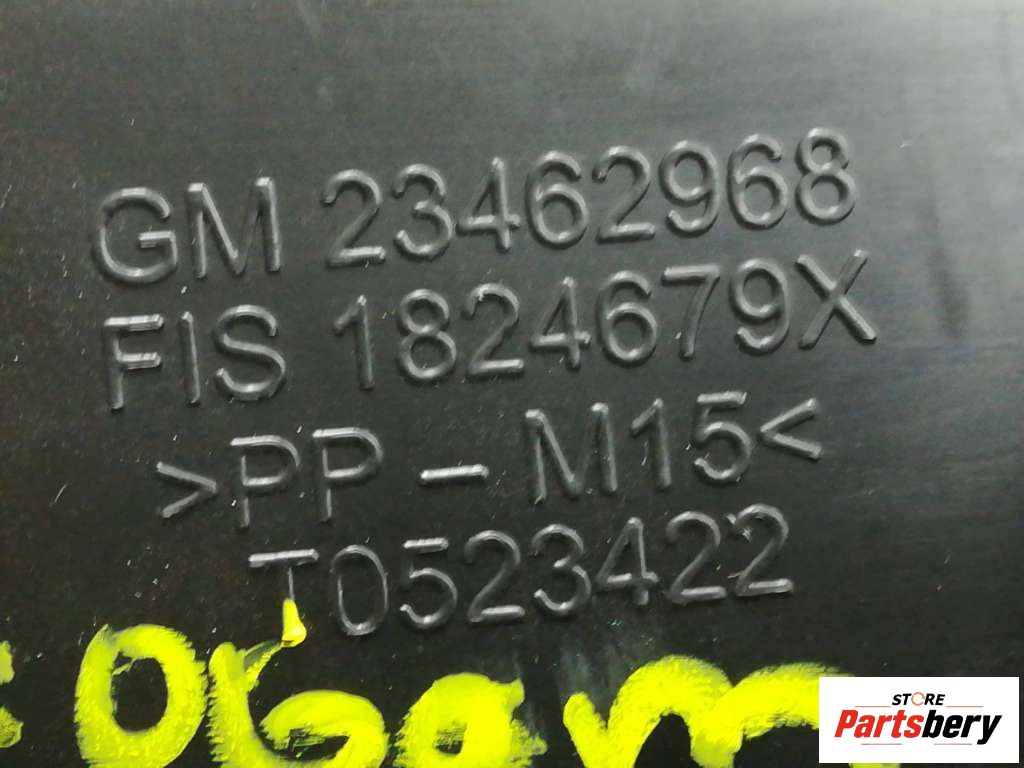 GM 23462968
FIS 1824679X
>PP - M15<
T0523422
STORE
Partsbery